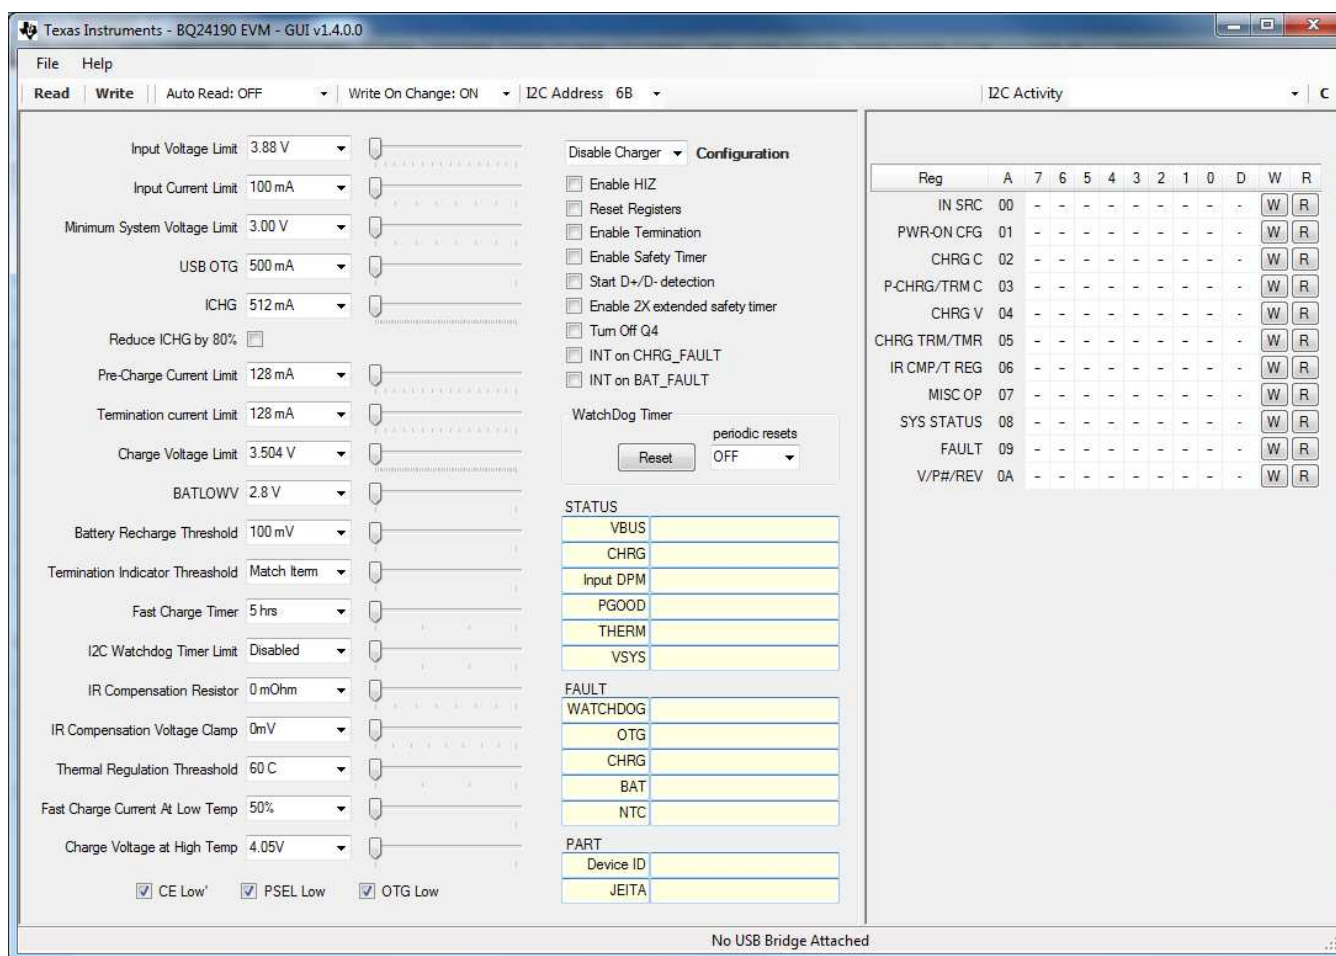 Texas Instruments - BQ24190 EVM - GUI v1.4.0.0
File Help
Read Write Auto Read: OFF Write On Change: ON I2C Address 6B I2C Activity C
Input Voltage Limit 3.88 V
Input Current Limit 100 mA
Minimum System Voltage Limit 3.00 V
USB OTG 500 mA
ICHG 512 mA
Reduce ICHG by 80%
Pre-Charge Current Limit 128 mA
Termination current Limit 128 mA
Charge Voltage Limit 3.504 V
BATLOWV 2.8 V
Battery Recharge Threshold 100 mV
Termination Indicator Threashold Match Iterm
Fast Charge Timer 5 hrs
I2C Watchdog Timer Limit Disabled
IR Compensation Resistor 0 mOhm
IR Compensation Voltage Clamp 0mV
Thermal Regulation Threshold 60 C
Fast Charge Current At Low Temp 50%
Charge Voltage at High Temp 4.05V
CE Low' PSEL Low OTG Low
Disable Charger Configuration
Enable HIZ
Reset Registers
Enable Termination
Enable Safety Timer
Start D+/D- detection
Enable 2X extended safety timer
Turn Off Q4
INT on CHRG_FAULT
INT on BAT_FAULT
WatchDog Timer
periodic resets
Reset OFF
STATUS
VBUS
CHRG
Input DPM
PGOOD
THERM
VSYS
FAULT
WATCHDOG
OTG
CHRG
BAT
NTC
PART
Device ID
JEITA
Reg A 7 6 5 4 3 2 1 0 D W R
IN SRC 00 - - - - - - - - - W R
PWR-ON CFG 01 - - - - - - - - - W R
CHRG C 02 - - - - - - - - - W R
P-CHRG/TRM C 03 - - - - - - - - - W R
CHRG V 04 - - - - - - - - - W R
CHRG TRM/TMR 05 - - - - - - - - - W R
IR CMP/T REG 06 - - - - - - - - - W R
MISC OP 07 - - - - - - - - - W R
SYS STATUS 08 - - - - - - - - - W R
FAULT 09 - - - - - - - - - W R
V/P#/REV 0A - - - - - - - - - W R
No USB Bridge Attached